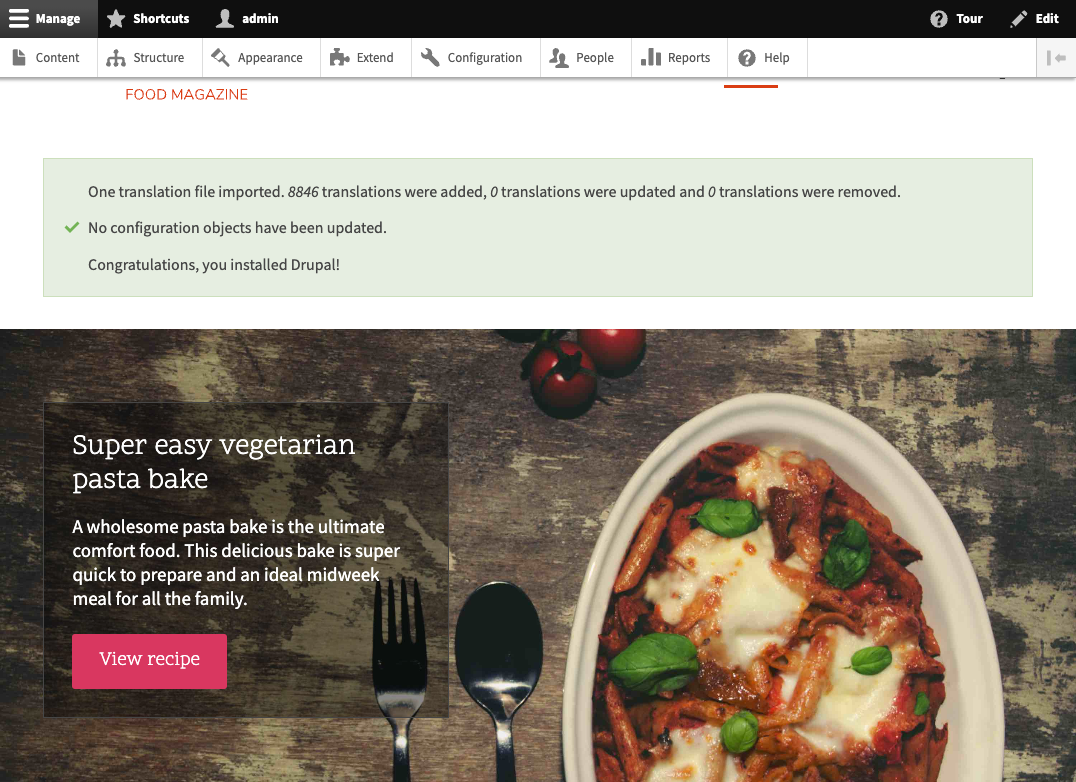 Manage Shortcuts admin Tour Edit
Content Structure Appearance Extend Configuration People Reports Help
FOOD MAGAZINE
One translation file imported. 8846 translations were added, 0 translations were updated and 0 translations were removed.
No configuration objects have been updated.
Congratulations, you installed Drupal!
Super easy vegetarian
pasta bake
A wholesome pasta bake is the ultimate
comfort food. This delicious bake is super
quick to prepare and an ideal midweek
meal for all the family.
View recipe